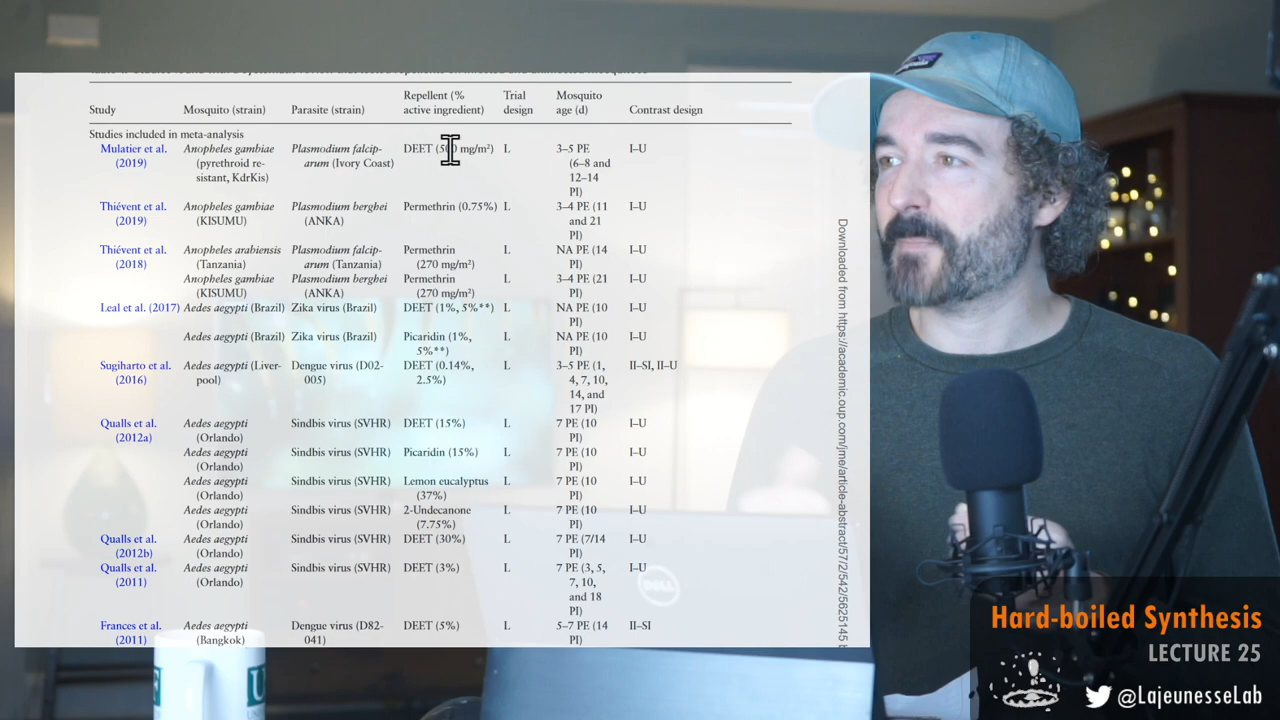 Study Mosquito (strain) Parasite (strain) Repellent (% active ingredient) Trial design Mosquito age (d) Contrast design
Studies included in meta-analysis
Mulatier et al. (2019) Anopheles gambiae (pyrethroid re-sistant, KdrKis) Plasmodium falcip-arum (Ivory Coast) DEET mg/m²) L 3–5 PE (6–8 and 12–14 PI) I–U
Thiévent et al. (2019) Anopheles gambiae (KISUMU) Plasmodium berghei (ANKA) Permethrin (0.75%) L 3–4 PE (11 and 21 PI) I–U
Thiévent et al. (2018) Anopheles arabiensis (Tanzania) Plasmodium falcip-arum (Tanzania) Permethrin (270 mg/m²) L NA PE (14 PI) I–U
Anopheles gambiae (KISUMU) Plasmodium berghei (ANKA) Permethrin (270 mg/m²) L 3–4 PE (21 PI) I–U
Leal et al. (2017) Aedes aegypti (Brazil) Zika virus (Brazil) DEET (1%, 5%**) L NA PE (10 PI) I–U
Aedes aegypti (Brazil) Zika virus (Brazil) Picaridin (1%, 5%**) L NA PE (10 PI) I–U
Sugiharto et al. (2016) Aedes aegypti (Liver-pool) Dengue virus (D02-005) DEET (0.14%, 2.5%) L 3–5 PE (1, 4, 7, 10, 14, and 17 PI) II–SI, II–U
Qualls et al. (2012a) Aedes aegypti (Orlando) Sindbis virus (SVHR) DEET (15%) L 7 PE (10 PI) I–U
Aedes aegypti (Orlando) Sindbis virus (SVHR) Picaridin (15%) L 7 PE (10 PI) I–U
Aedes aegypti (Orlando) Sindbis virus (SVHR) Lemon eucalyptus (37%) L 7 PE (10 PI) I–U
Aedes aegypti (Orlando) Sindbis virus (SVHR) 2-Undecanone (7.75%) L 7 PE (10 PI) I–U
Qualls et al. (2012b) Aedes aegypti (Orlando) Sindbis virus (SVHR) DEET (30%) L 7 PE (7/14 PI) I–U
Qualls et al. (2011) Aedes aegypti (Orlando) Sindbis virus (SVHR) DEET (3%) L 7 PE (3, 5, 7, 10, and 18 PI) I–U
Frances et al. (2011) Aedes aegypti (Bangkok) Dengue virus (D82-041) DEET (5%) L 5–7 PE (14 PI) II–SI
Downloaded from https://academic.oup.com/jme/article-abstract/57/2/542/5625145 b
DELL
U
Hard-boiled Synthesis
LECTURE 25
@LajeunesseLab